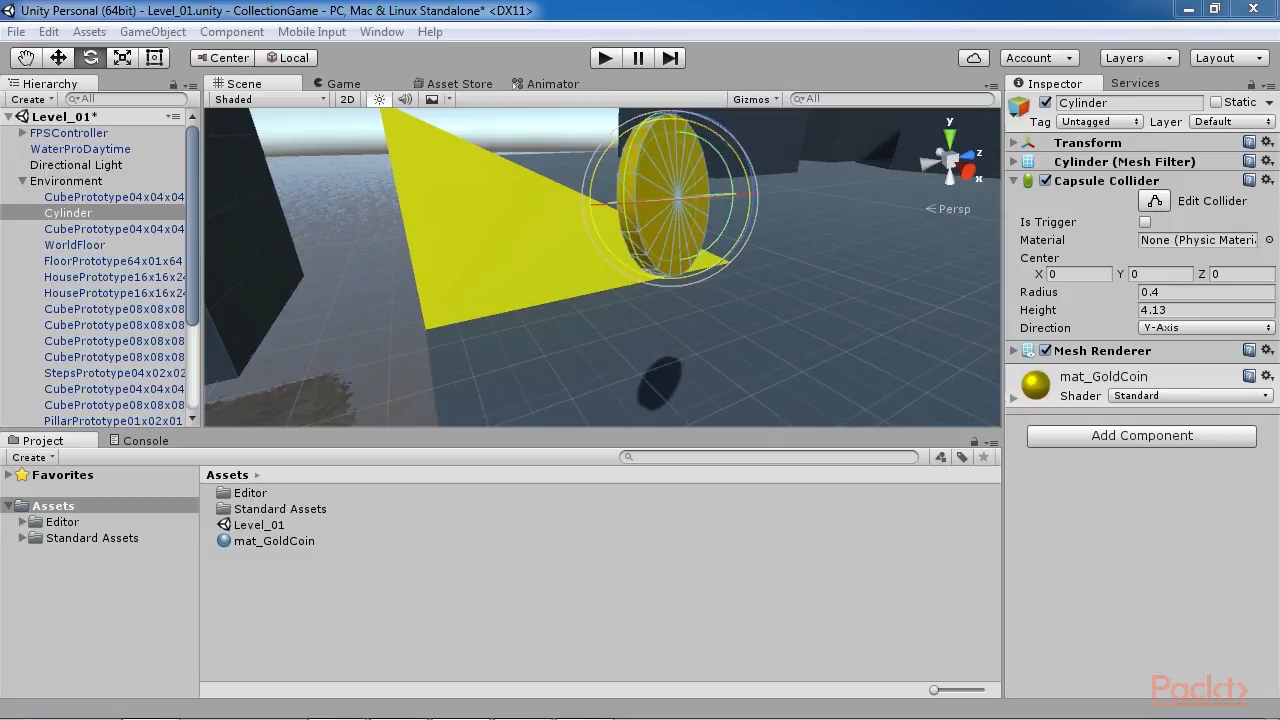 Unity Personal (64bit) - Level_01.unity - CollectionGame - PC, Mac & Linux Standalone* <DX11>
File Edit Assets GameObject Component Mobile Input Window Help
Center Local Account Layers Layout
Hierarchy Scene Game Asset Store Animator Inspector Services
Create All Shaded 2D Gizmos All Cylinder Static
Level_01* Tag Untagged Layer Default
FPSController
WaterProDaytime
Directional Light
Environment
CubePrototype04x04x04
Cylinder
CubePrototype04x04x04
WorldFloor
FloorPrototype64x01x64
HousePrototype16x16x24
HousePrototype16x16x24
CubePrototype08x08x08
CubePrototype08x08x08
CubePrototype08x08x08
CubePrototype08x08x08
StepsPrototype04x02x02
CubePrototype04x04x04
CubePrototype08x08x08
PillarPrototype01x02x01
y
z
x
Persp
Transform
Cylinder (Mesh Filter)
Capsule Collider
Edit Collider
Is Trigger
Material None (Physic Materi
Center
X 0 Y 0 Z 0
Radius 0.4
Height 4.13
Direction Y-Axis
Mesh Renderer
mat_GoldCoin
Shader Standard
Add Component
Project Console
Create
Favorites
Assets
Editor
Standard Assets
Assets
Editor
Standard Assets
Level_01
mat_GoldCoin
Packt